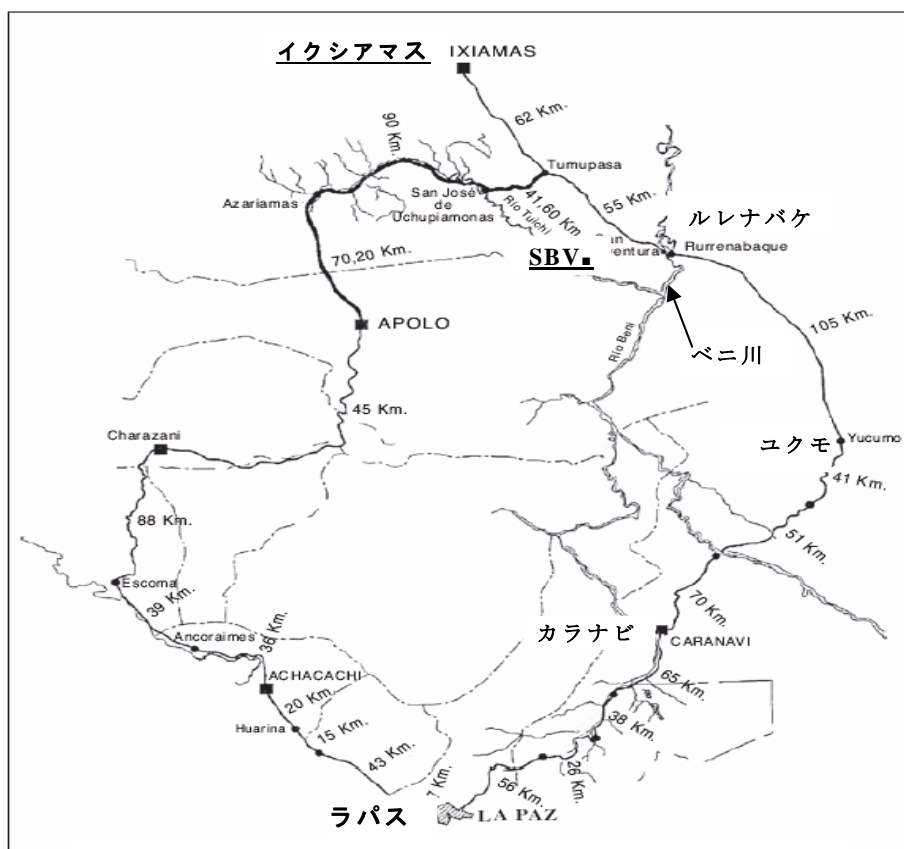 イクシアマス
IXIAMAS
62 Km.
90 Km.
Tumupasa
Azariamas
San José
de
Uchupiamonas
41,60 Km
55 Km.
Río Tuichi
ルレナバケ
70,20 Km.
SBV.
entura
Rurrenabaque
APOLO
105 Km.
ベニ川
Río Beni
45 Km.
Charazani
ユクモ
Yucumo
41 Km.
88 Km.
51 Km.
Escoma
39 Km.
70 Km.
Ancoraimes
36 Km.
カラナビ
CARANAVI
ACHACACHI
65 Km.
20 Km.
Huarina
15 Km.
38 Km.
43 Km.
26 Km.
56 Km.
ラパス
LA PAZ